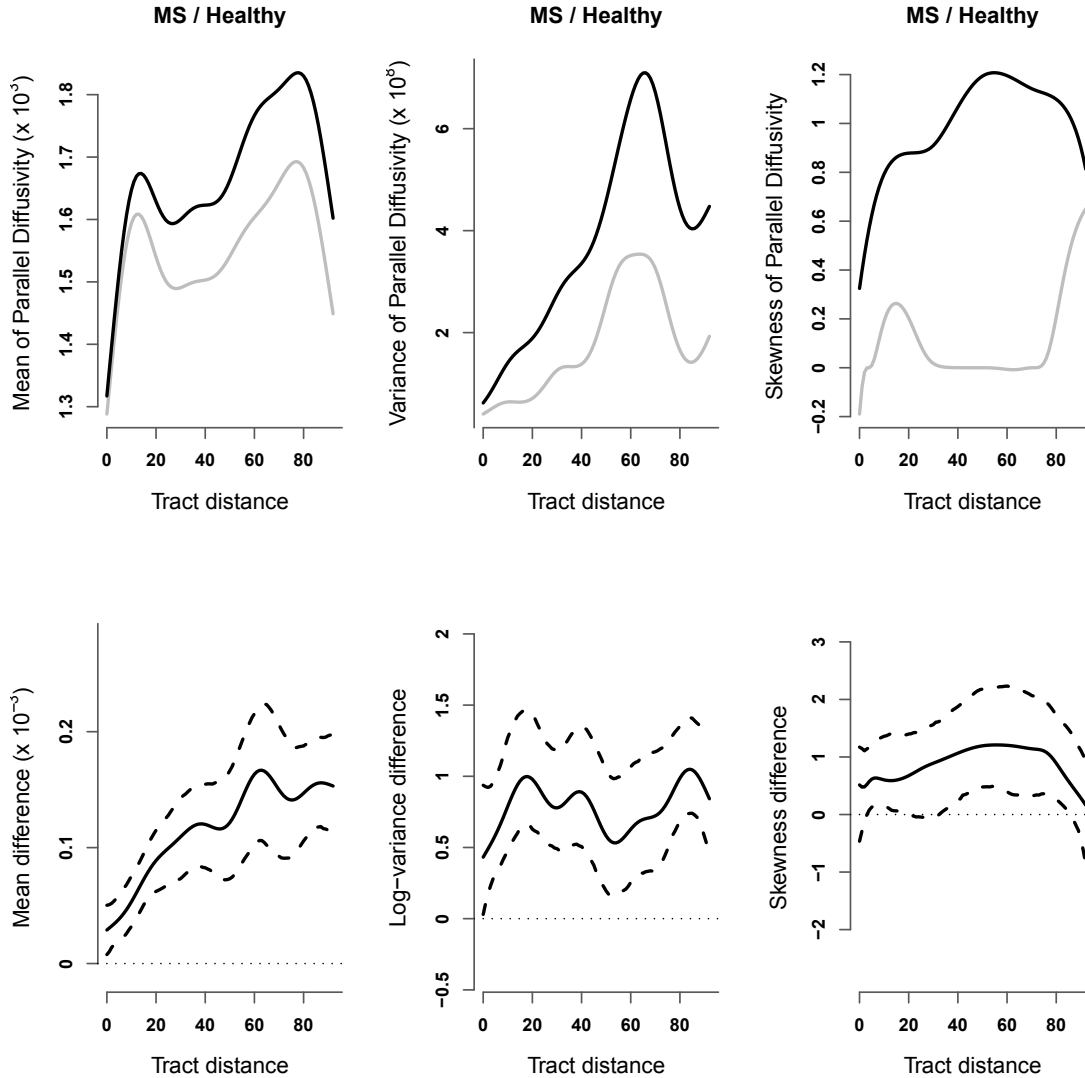 MS / Healthy
Mean of Parallel Diffusivity (x 10³)
1.8
1.7
1.6
1.5
1.4
1.3
0 20 40 60 80
Tract distance
MS / Healthy
Variance of Parallel Diffusivity (x 10⁸)
6
4
2
0 20 40 60 80
Tract distance
MS / Healthy
Skewness of Parallel Diffusivity
1.2
1
0.8
0.6
0.4
0.2
0
−0.2
0 20 40 60 80
Tract distance
Mean difference (x 10⁻³)
0.2
0.1
0
0 20 40 60 80
Tract distance
Log−variance difference
2
1.5
1
0.5
0
−0.5
0 20 40 60 80
Tract distance
Skewness difference
3
2
1
0
−1
−2
0 20 40 60 80
Tract distance